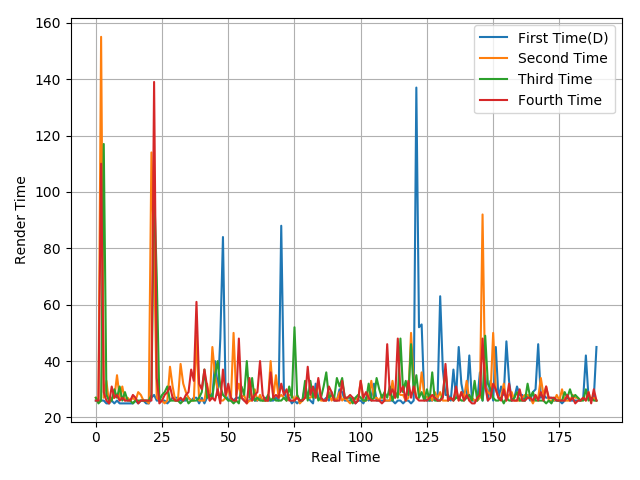 160
140
120
100
80
60
40
20
Render Time
0
25
50
75
100
125
150
175
Real Time
First Time(D)
Second Time
Third Time
Fourth Time